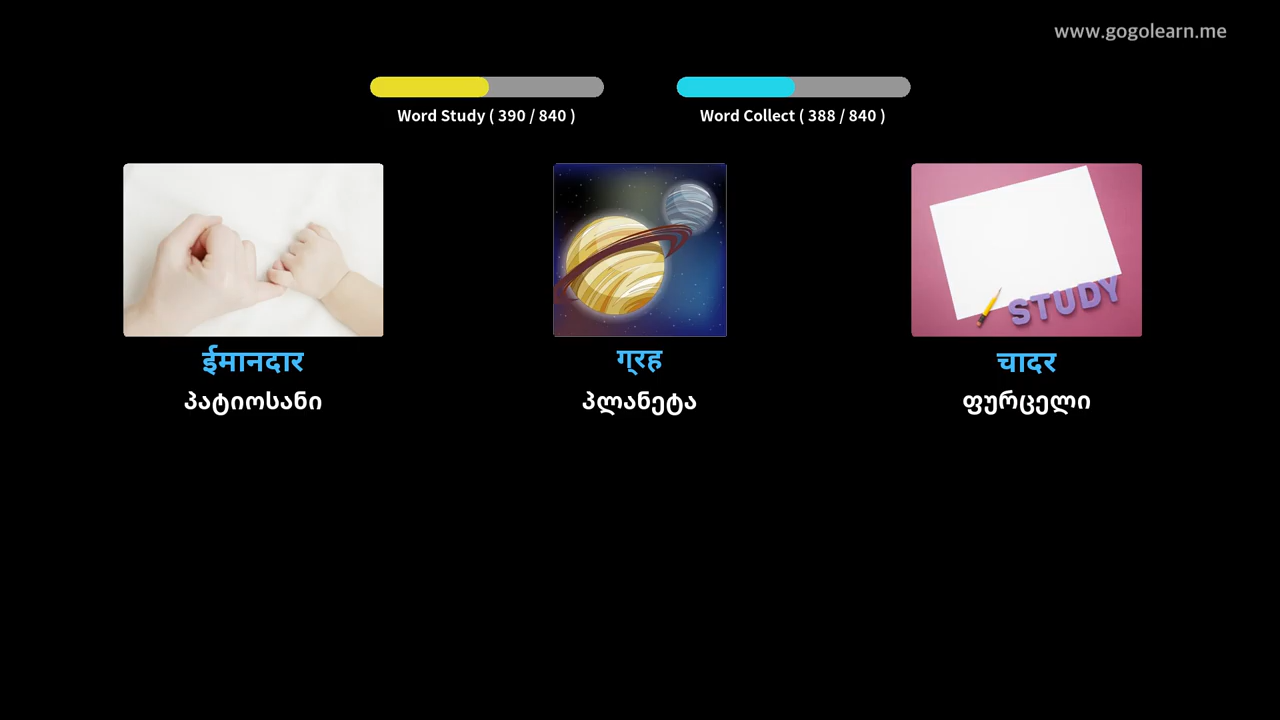 www.gogolearn.me
Word Study ( 390 / 840 )
Word Collect ( 388 / 840 )
STUDY
ईमानदार
ग्रह
चादर
პატიოსანი
პლანეტა
ფურცელი